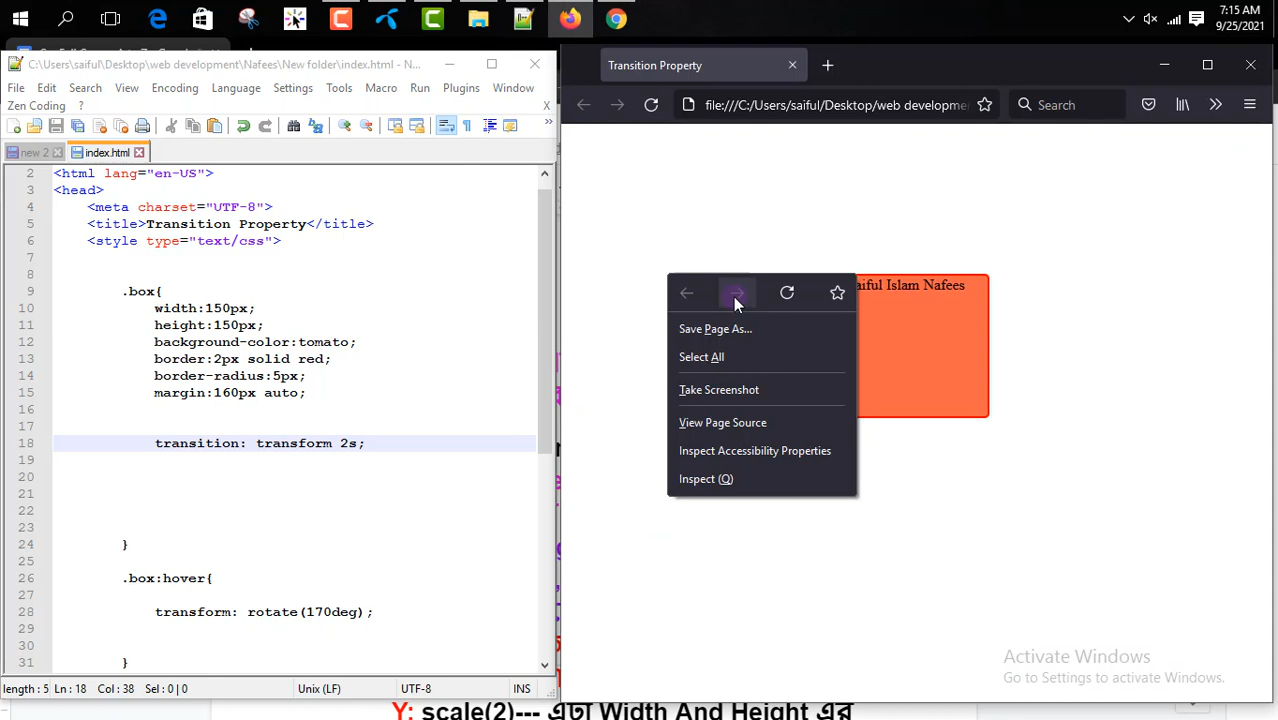 7:15 AM
9/25/2021
C:\Users\saiful\Desktop\web development\Nafees\New folder\index.html - N...
File Edit Search View Encoding Language Settings Tools Macro Run Plugins Window
Zen Coding ? X
new 2 index.html
2 <html lang="en-US">
3 <head>
4 <meta charset="UTF-8">
5 <title>Transition Property</title>
6 <style type="text/css">
7
8
9 .box{
10 width:150px;
11 height:150px;
12 background-color:tomato;
13 border:2px solid red;
14 border-radius:5px;
15 margin:160px auto;
16
17
18 transition: transform 2s;
19
20
21
22
23
24 }
25
26 .box:hover{
27
28 transform: rotate(170deg);
29
30
31 }
length : 5 Ln : 18 Col : 38 Sel : 0 | 0 Unix (LF) UTF-8 INS
Transition Property
file:///C:/Users/saiful/Desktop/web developme
Search
aiful Islam Nafees
Save Page As...
Select All
Take Screenshot
View Page Source
Inspect Accessibility Properties
Inspect (Q)
Activate Windows
Go to Settings to activate Windows.
Y: scale(2)--- এটা Width And Height এর